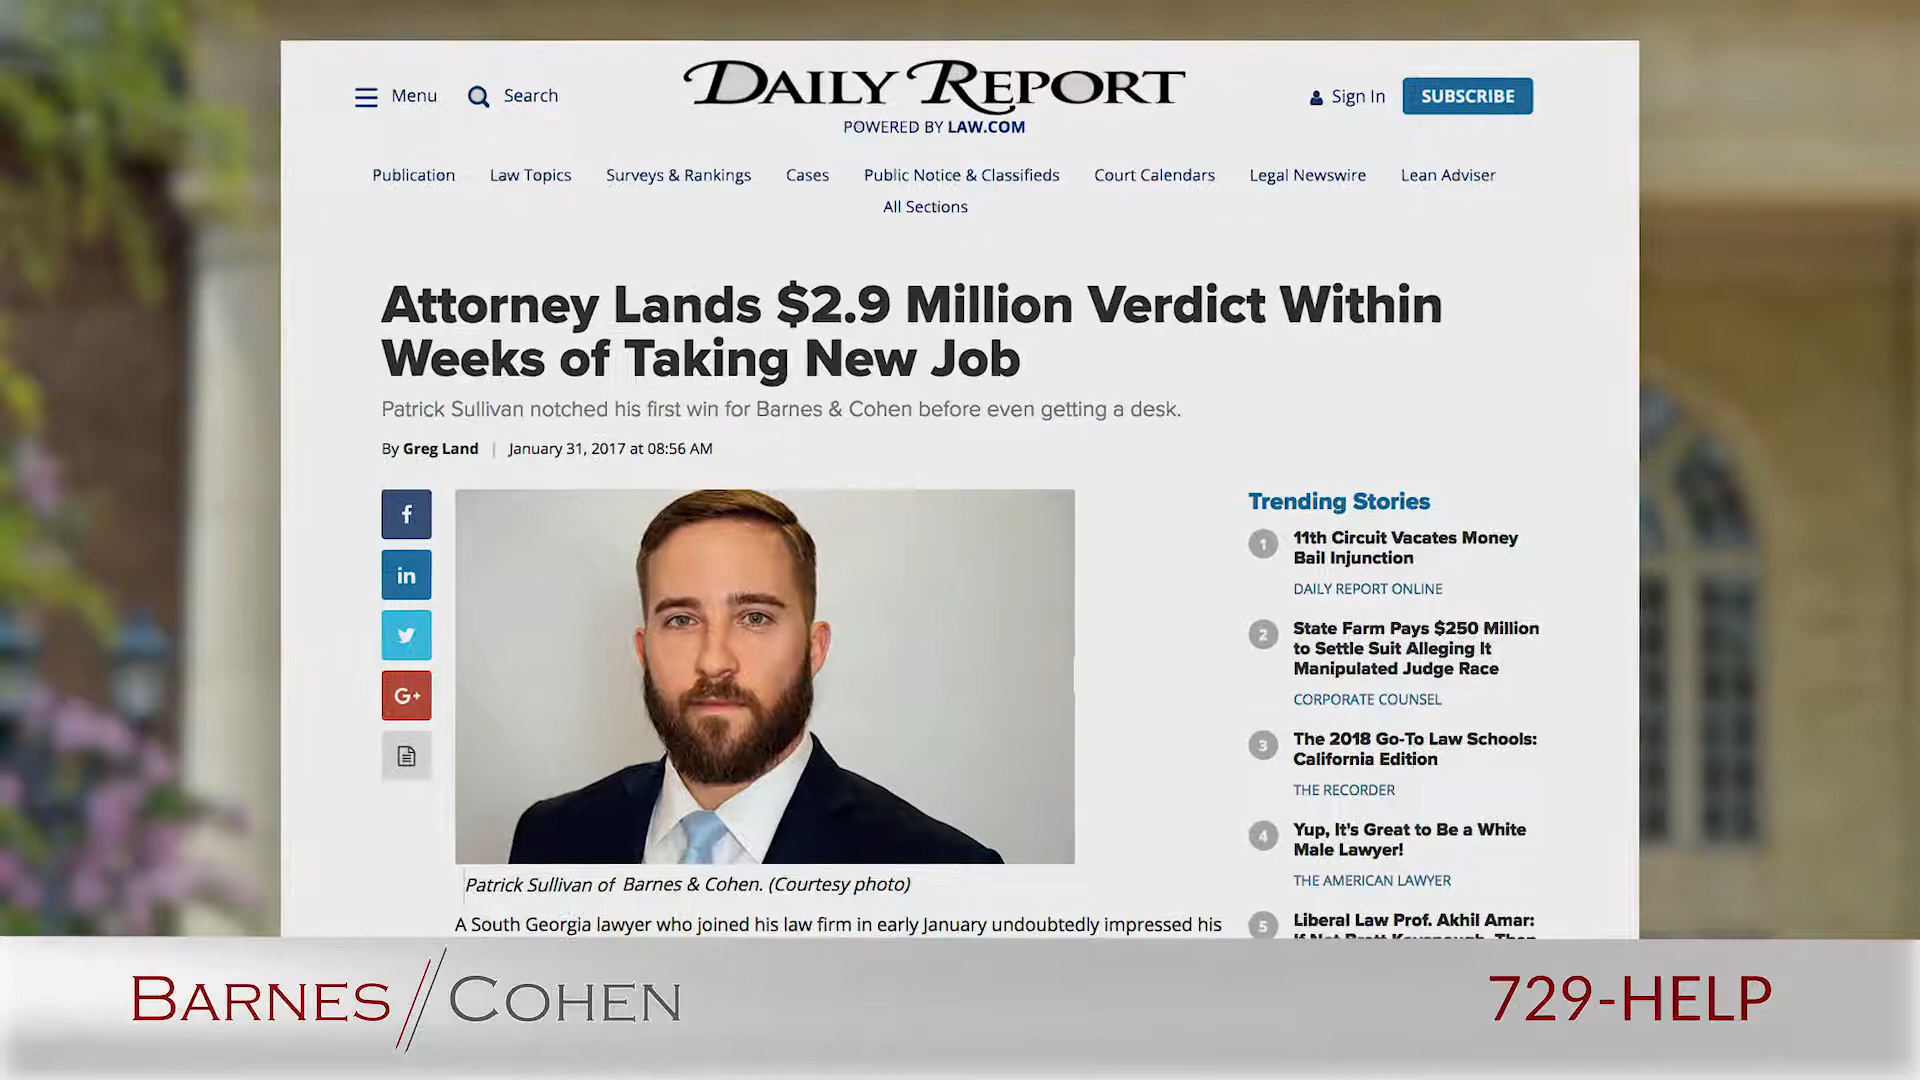 Menu
Search
DAILY REPORT
POWERED BY LAW.COM
Sign In
SUBSCRIBE
Publication
Law Topics
Surveys & Rankings
Cases
Public Notice & Classifieds
Court Calendars
Legal Newswire
Lean Adviser
All Sections
Attorney Lands $2.9 Million Verdict Within
Weeks of Taking New Job
Patrick Sullivan notched his first win for Barnes & Cohen before even getting a desk.
By Greg Land | January 31, 2017 at 08:56 AM
f
in
G+
Patrick Sullivan of Barnes & Cohen. (Courtesy photo)
A South Georgia lawyer who joined his law firm in early January undoubtedly impressed his
Trending Stories
1
11th Circuit Vacates Money
Bail Injunction
DAILY REPORT ONLINE
2
State Farm Pays $250 Million
to Settle Suit Alleging It
Manipulated Judge Race
CORPORATE COUNSEL
3
The 2018 Go-To Law Schools:
California Edition
THE RECORDER
4
Yup, It's Great to Be a White
Male Lawyer!
THE AMERICAN LAWYER
5
Liberal Law Prof. Akhil Amar:
BARNES//COHEN
729-HELP